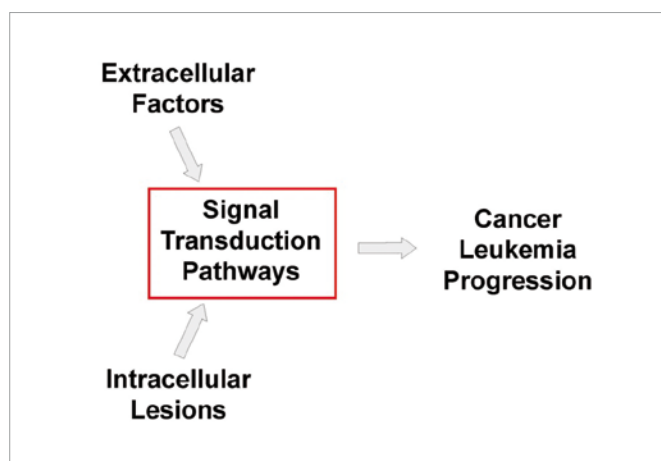 Extracellular
Factors
Signal
Transduction
Pathways
Cancer
Leukemia
Progression
Intracellular
Lesions